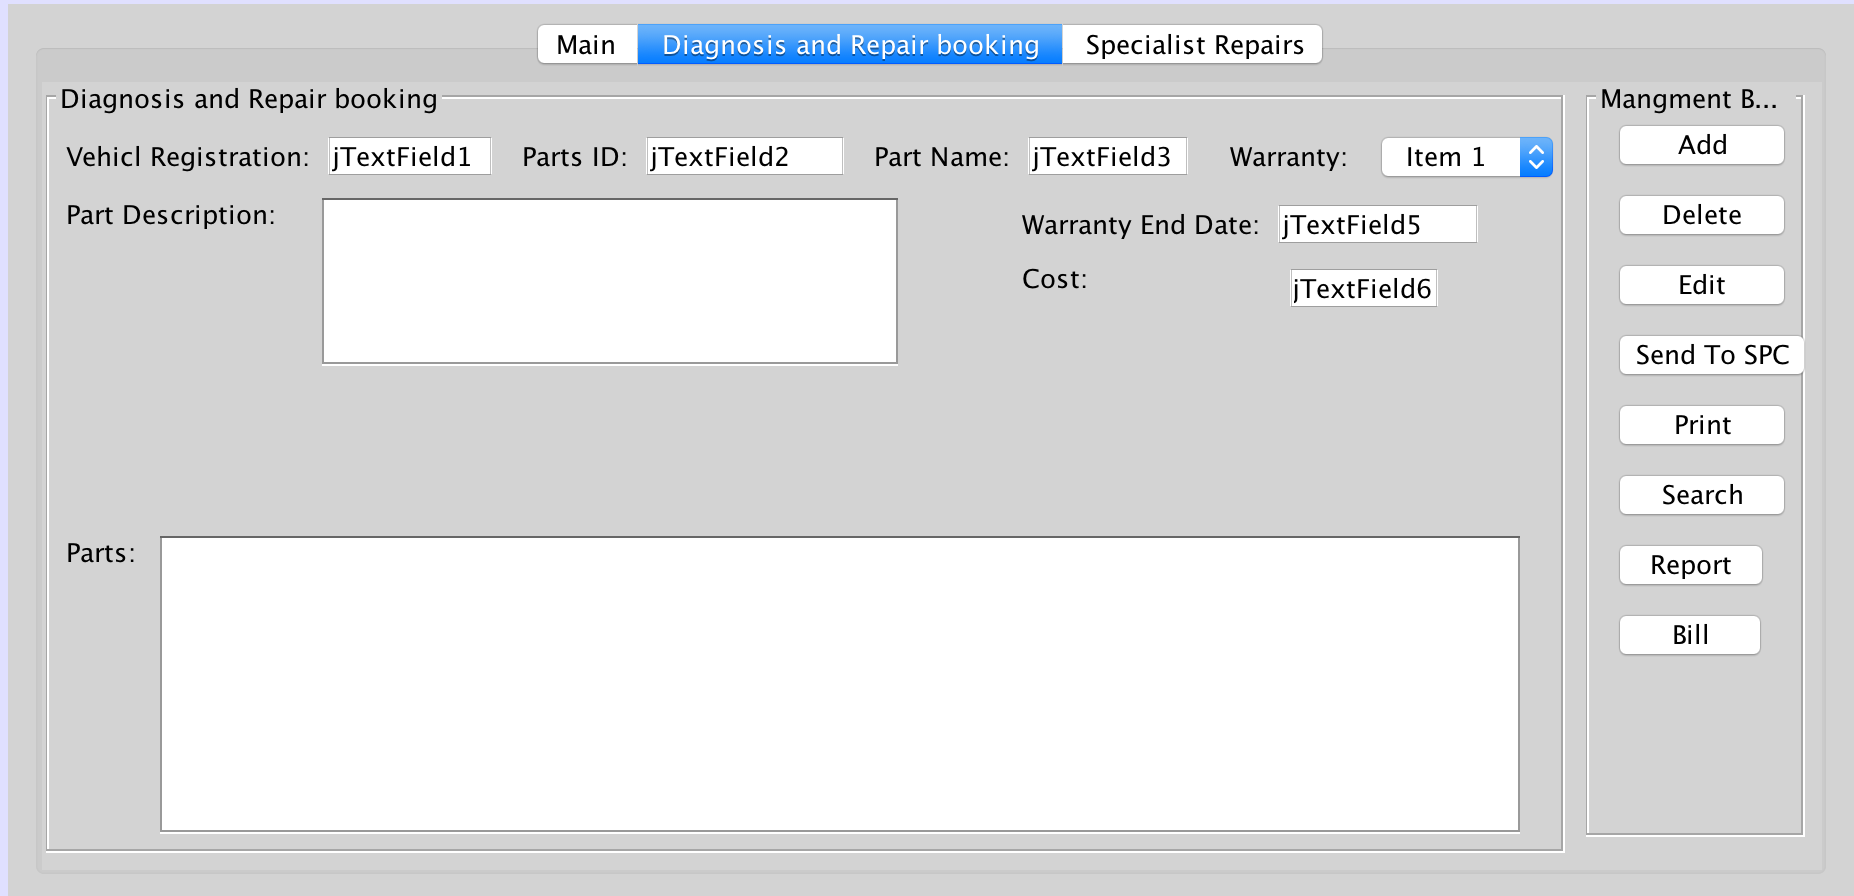 Main Diagnosis and Repair booking Specialist Repairs
Diagnosis and Repair booking
Vehicl Registration: jTextField1 Parts ID: jTextField2 Part Name: jTextField3 Warranty: Item 1
Part Description:
Warranty End Date: jTextField5
Cost: jTextField6
Parts:
Mangment B...
Add
Delete
Edit
Send To SPC
Print
Search
Report
Bill